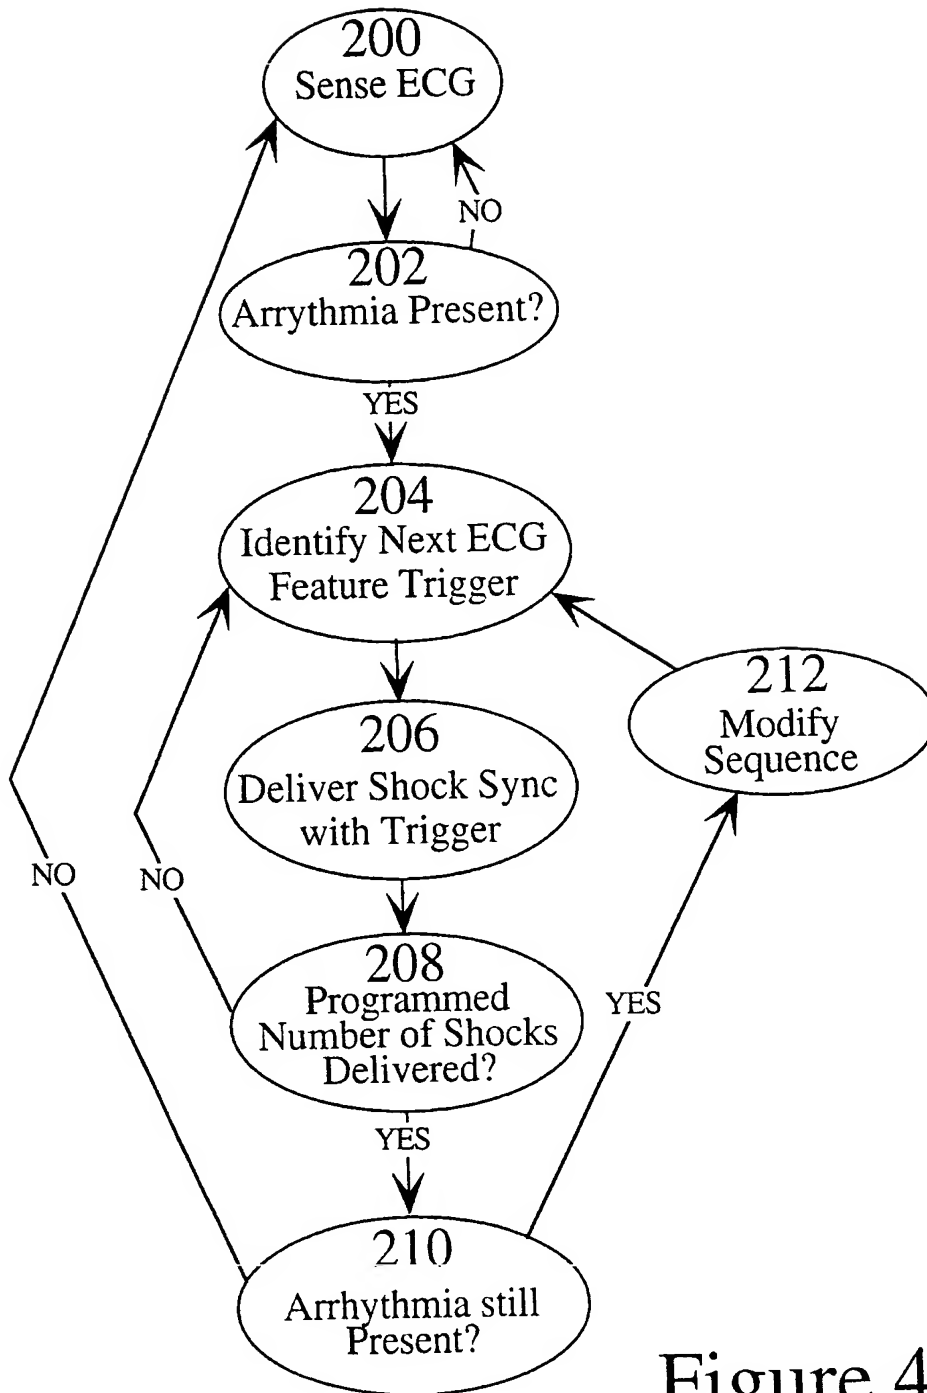 200
Sense ECG
NO
202
Arrythmia Present?
YES
204
Identify Next ECG
Feature Trigger
212
Modify
Sequence
206
Deliver Shock Sync
with Trigger
NO
NO
208
Programmed
Number of Shocks
Delivered?
YES
YES
210
Arrhythmia still
Present?
Figure 4